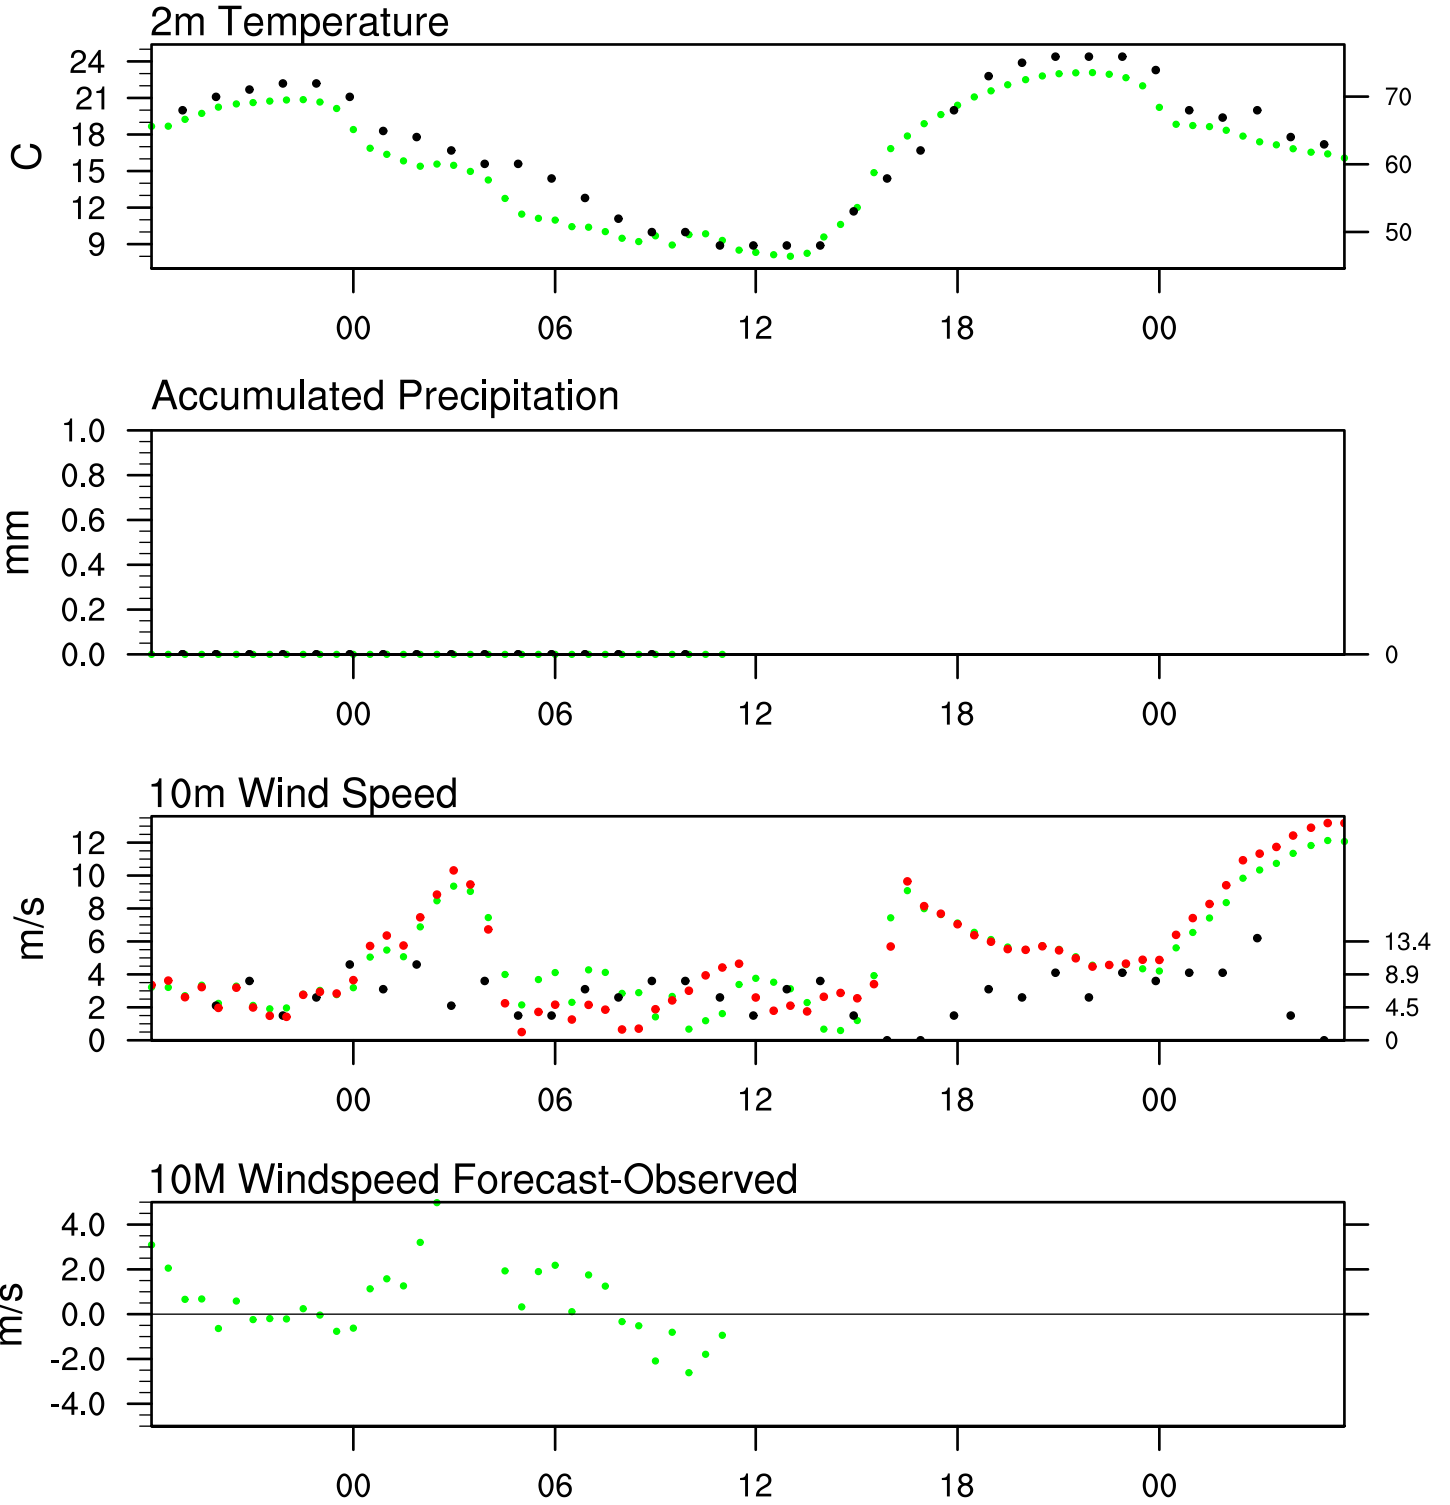 2m Temperature
24
21
18
15
12
9
C
70
60
50
00 06 12 18 00
Accumulated Precipitation
1.0
0.8
0.6
0.4
0.2
0.0
mm
0
00 06 12 18 00
10m Wind Speed
12
10
8
6
4
2
0
m/s
13.4
8.9
4.5
0
00 06 12 18 00
10M Windspeed Forecast-Observed
4.0
2.0
0.0
-2.0
-4.0
m/s
00 06 12 18 00